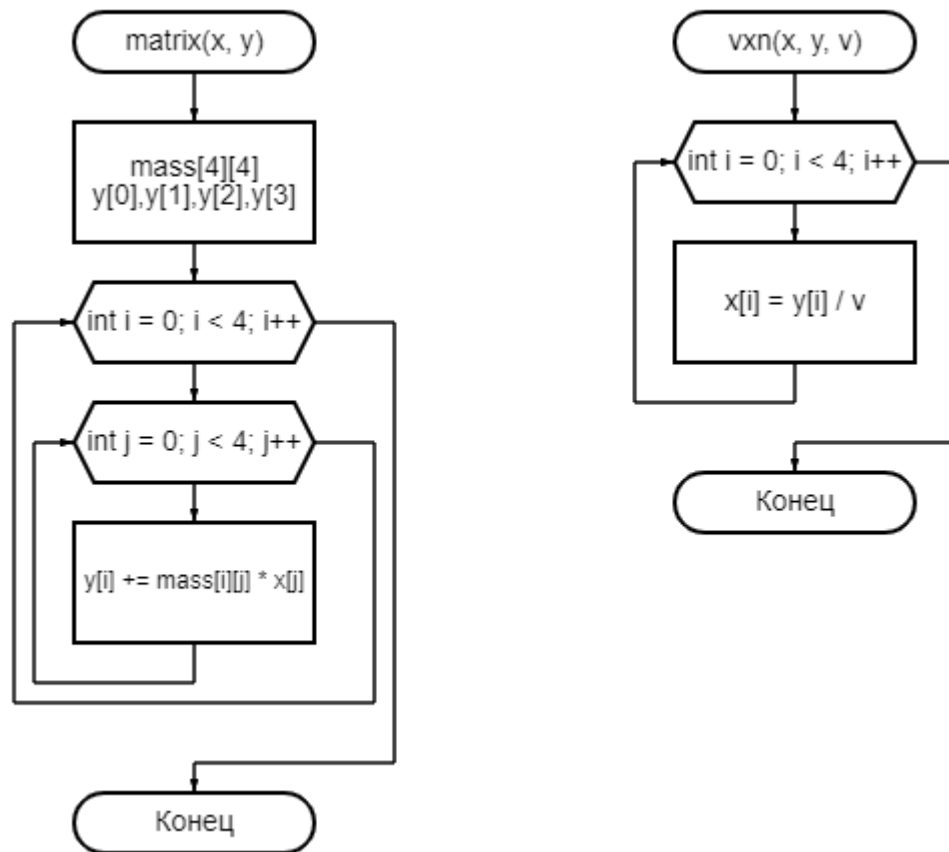 matrix(x, y)
mass[4][4]
y[0],y[1],y[2],y[3]
int i = 0; i < 4; i++
int j = 0; j < 4; j++
y[i] += mass[i][j] * x[j]
Конец
vxn(x, y, v)
int i = 0; i < 4; i++
x[i] = y[i] / v
Конец